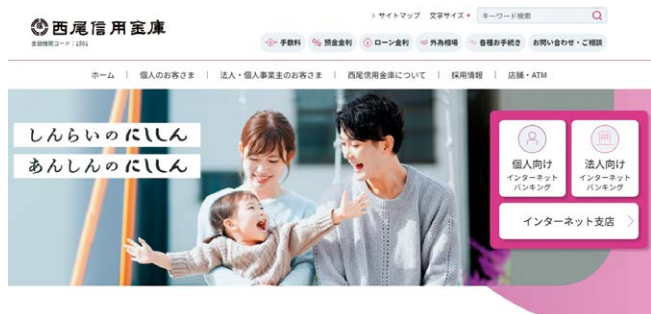 サイトマップ 文字サイズ キーワード検索
西尾信用金庫
金融機関コード:1561
手数料 預金金利 ローン金利 外為相場 各種お手続き お問い合わせ・ご相談
ホーム | 個人のお客さま | 法人・個人事業主のお客さま | 西尾信用金庫について | 採用情報 | 店舗・ATM
しんらいのにししん
あんしんのにししん
個人向け
インターネット
バンキング
法人向け
インターネット
バンキング
インターネット支店